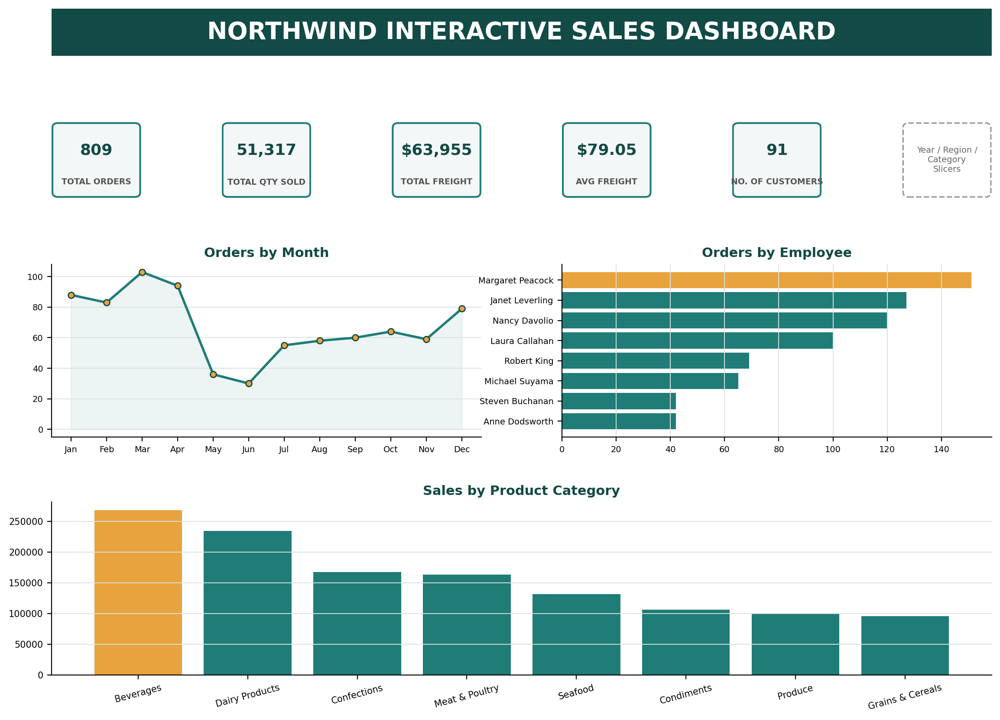 NORTHWIND INTERACTIVE SALES DASHBOARD
809
TOTAL ORDERS
51,317
TOTAL QTY SOLD
$63,955
TOTAL FREIGHT
$79.05
AVG FREIGHT
91
NO. OF CUSTOMERS
Year / Region /
Category
Slicers
Orders by Month
100
80
60
40
20
0
Jan
Feb
Mar
Apr
May
Jun
Jul
Aug
Sep
Oct
Nov
Dec
Orders by Employee
Margaret Peacock
Janet Leverling
Nancy Davolio
Laura Callahan
Robert King
Michael Suyama
Steven Buchanan
Anne Dodsworth
0
20
40
60
80
100
120
140
Sales by Product Category
250000
200000
150000
100000
50000
0
Beverages
Dairy Products
Confections
Meat & Poultry
Seafood
Condiments
Produce
Grains & Cereals